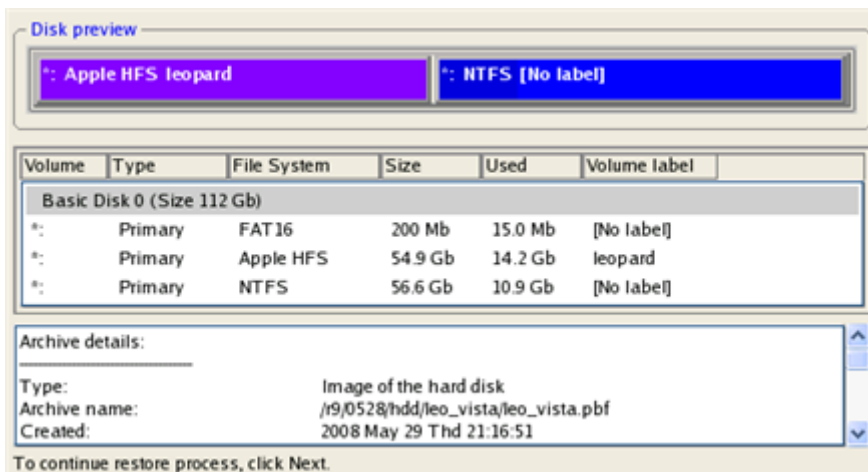 Disk preview
*: Apple HFS leopard *: NTFS [No label]
Volume Type File System Size Used Volume label
Basic Disk 0 (Size 112 Gb)
*: Primary FAT16 200 Mb 15.0 Mb [No label]
*: Primary Apple HFS 54.9 Gb 14.2 Gb leopard
*: Primary NTFS 56.6 Gb 10.9 Gb [No label]
Archive details:
--------------------------------
Type: Image of the hard disk
Archive name: /r9/0528/hdd/leo_vista/leo_vista.pbf
Created: 2008 May 29 Thd 21:16:51
To continue restore process, click Next.